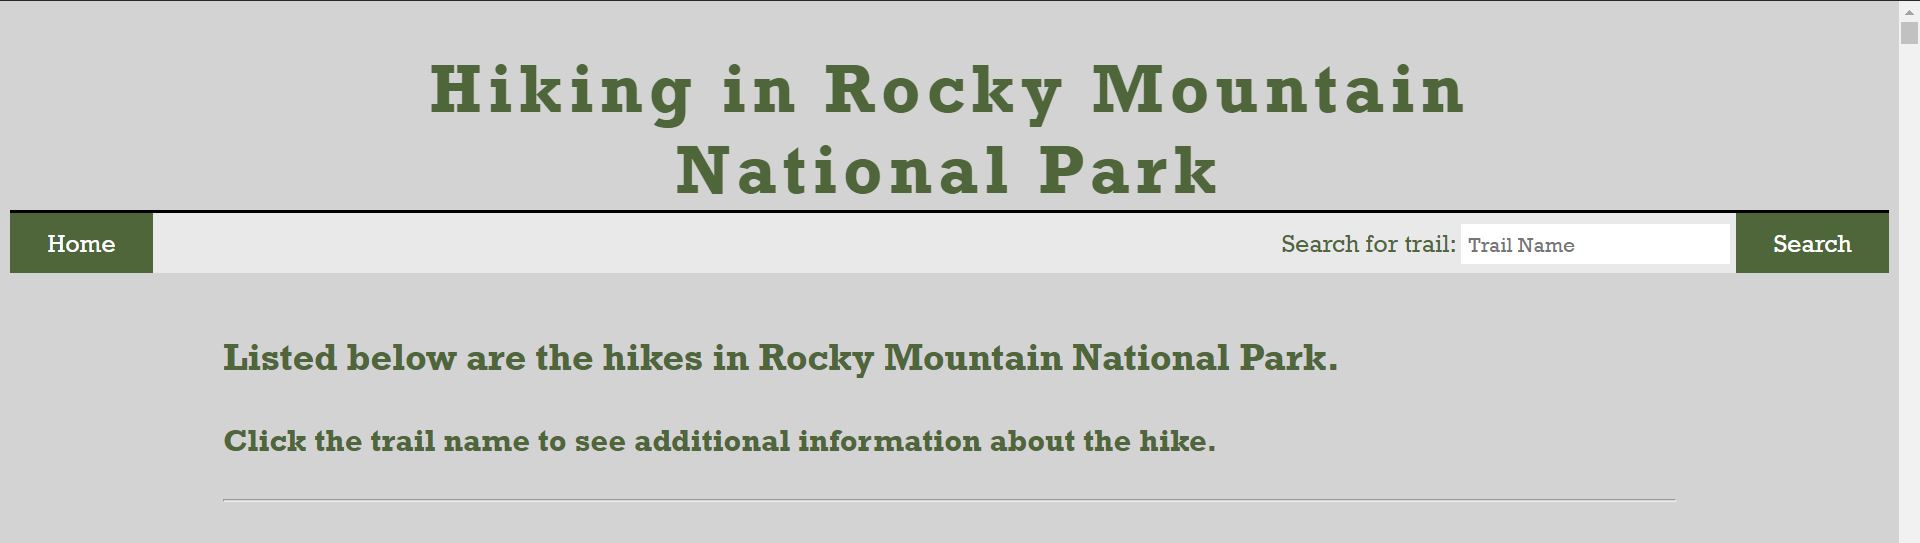 Hiking in Rocky Mountain
National Park
Home Search for trail: Trail Name Search
Listed below are the hikes in Rocky Mountain National Park.
Click the trail name to see additional information about the hike.